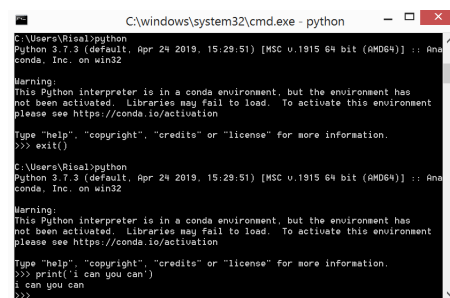 C:\windows\system32\cmd.exe - python
C:\Users\Risal>python
Python 3.7.3 (default, Apr 24 2019, 15:29:51) [MSC v.1915 64 bit (AMD64)] :: Ana
conda, Inc. on win32
Warning:
This Python interpreter is in a conda environment, but the environment has
not been activated.  Libraries may fail to load.  To activate this environment
please see https://conda.io/activation
Type "help", "copyright", "credits" or "license" for more information.
>>> exit()
C:\Users\Risal>python
Python 3.7.3 (default, Apr 24 2019, 15:29:51) [MSC v.1915 64 bit (AMD64)] :: Ana
conda, Inc. on win32
Warning:
This Python interpreter is in a conda environment, but the environment has
not been activated.  Libraries may fail to load.  To activate this environment
please see https://conda.io/activation
Type "help", "copyright", "credits" or "license" for more information.
>>> print('i can you can')
i can you can
>>>